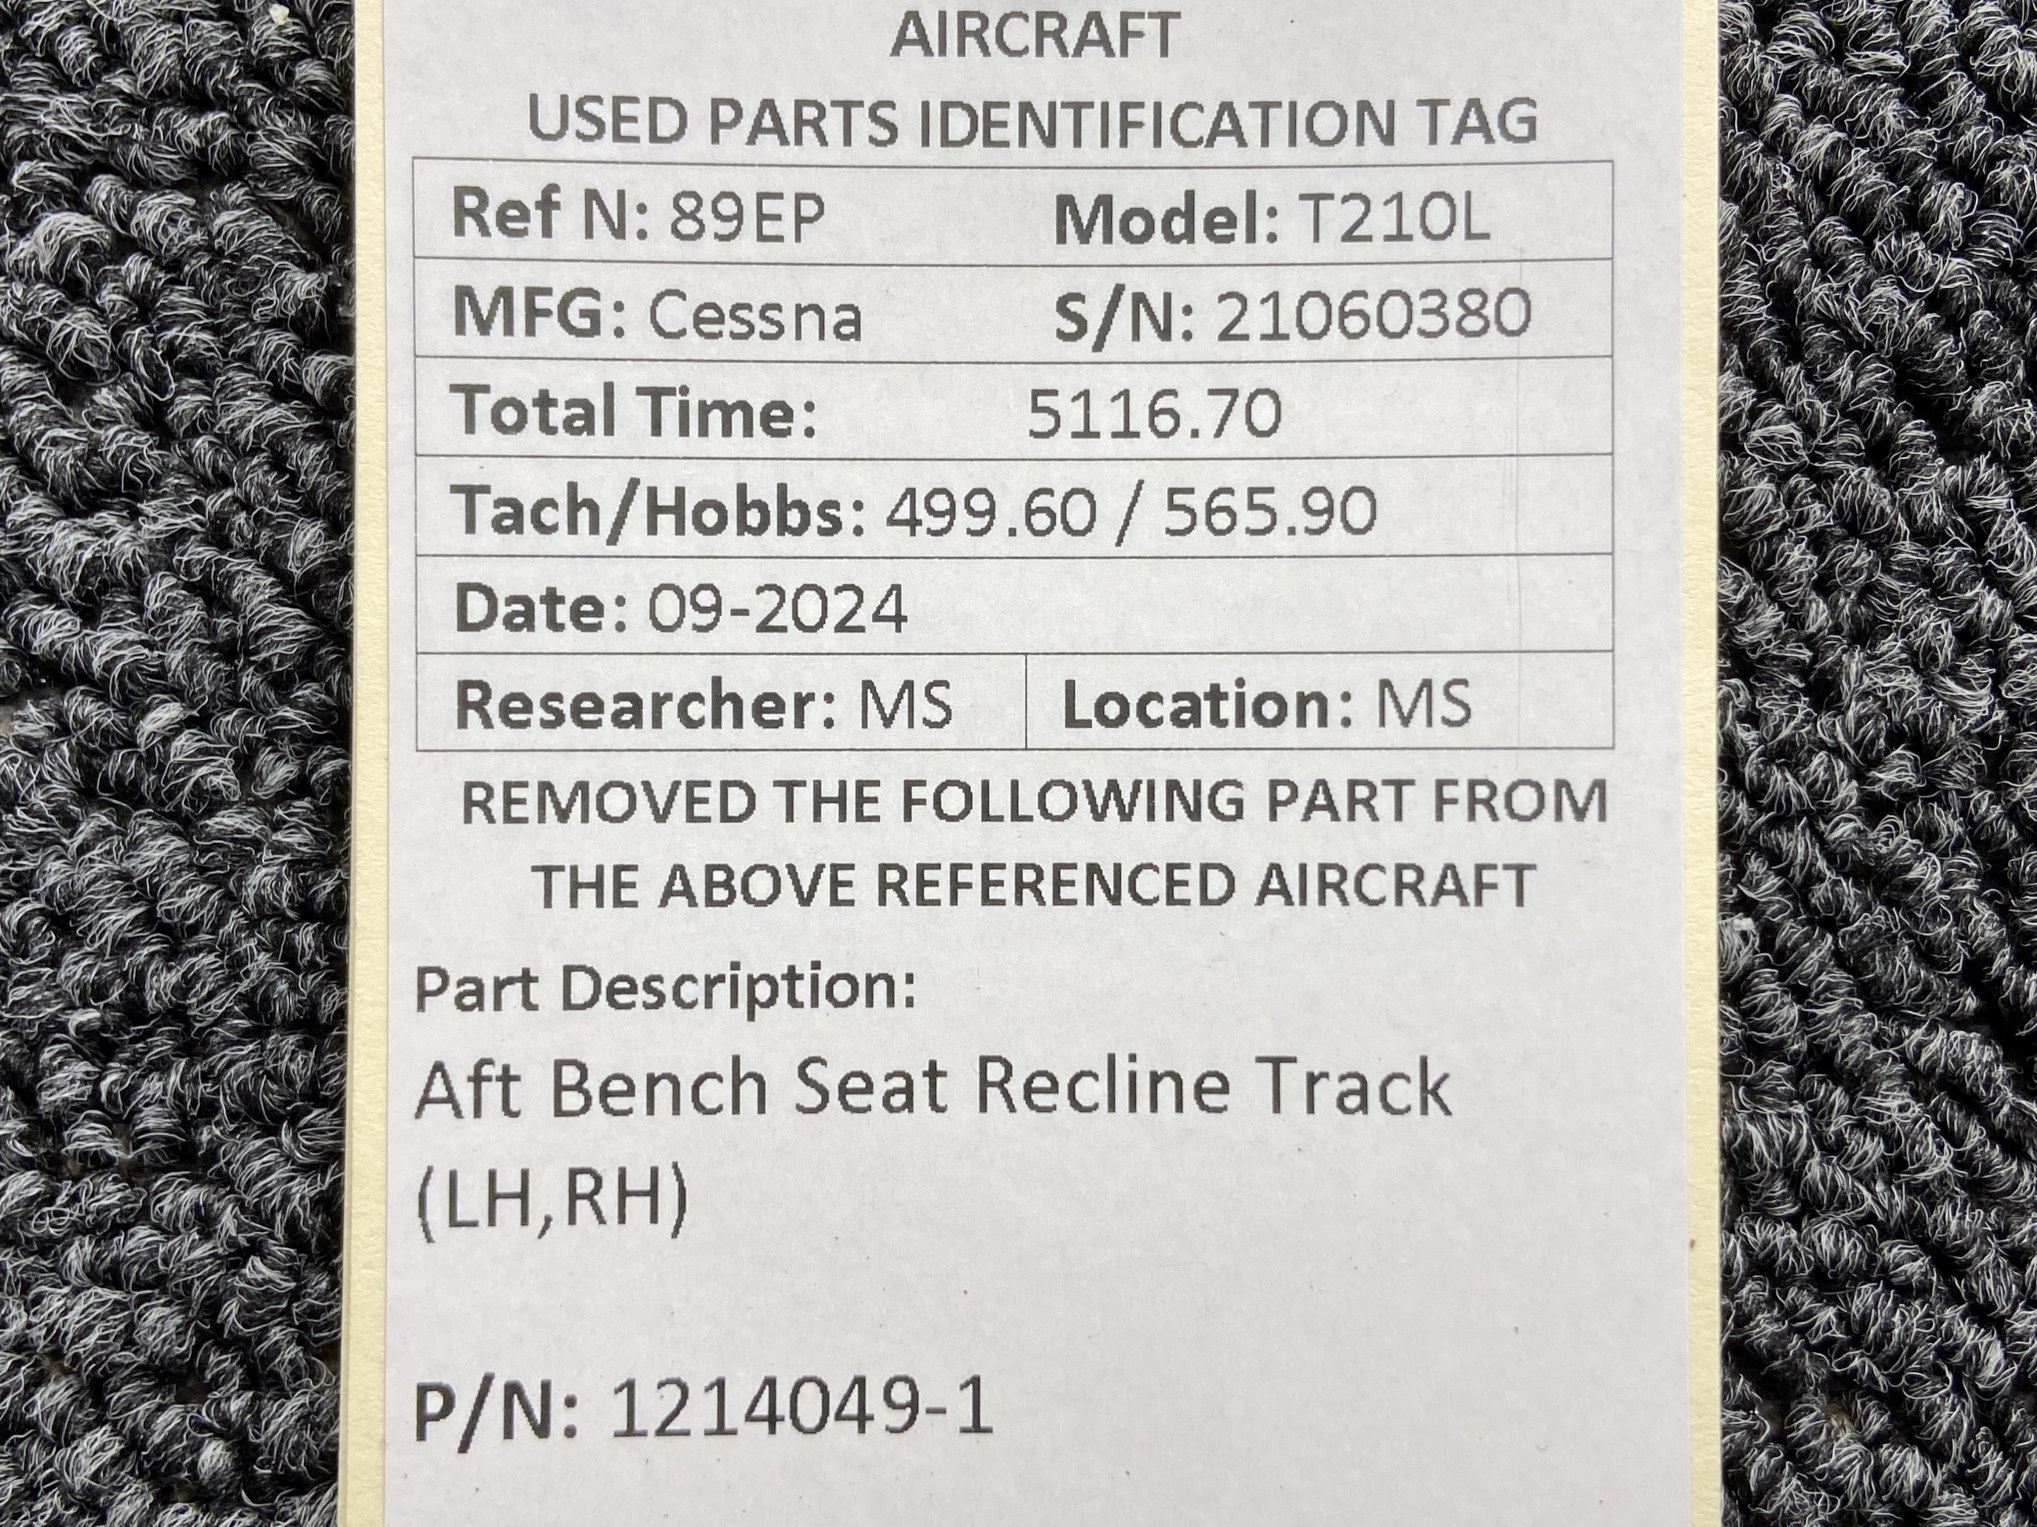 AIRCRAFT
USED PARTS IDENTIFICATION TAG
Ref N: 89EP Model: T210L
MFG: Cessna S/N: 21060380
Total Time: 5116.70
Tach/Hobbs: 499.60 / 565.90
Date: 09-2024
Researcher: MS Location: MS
REMOVED THE FOLLOWING PART FROM
THE ABOVE REFERENCED AIRCRAFT
Part Description:
Aft Bench Seat Recline Track
(LH,RH)
P/N: 1214049-1